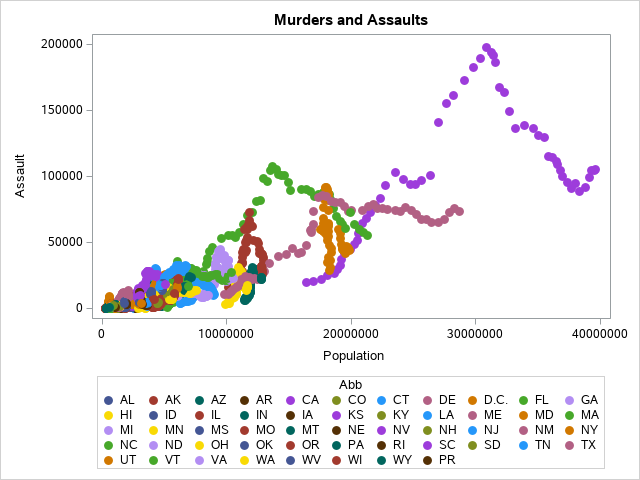 Murders and Assaults
200000
150000
100000
50000
0
Assault
0 10000000 20000000 30000000 40000000
Population
Abb
AL AK AZ AR CA CO CT DE D.C. FL GA
HI ID IL IN IA KS KY LA ME MD MA
MI MN MS MO MT NE NV NH NJ NM NY
NC ND OH OK OR PA RI SC SD TN TX
UT VT VA WA WV WI WY PR